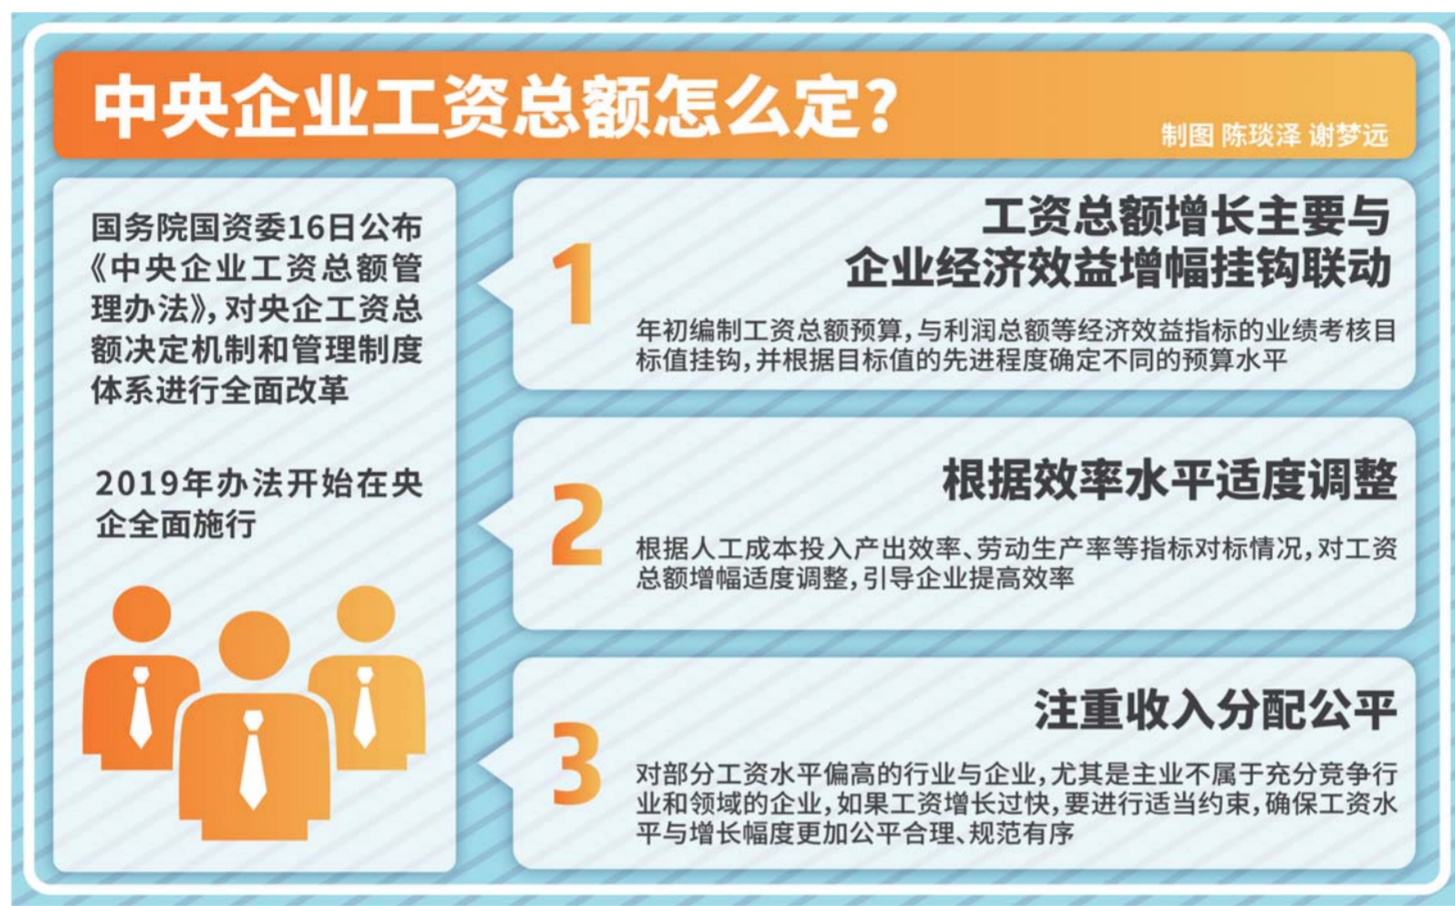 中央企业工资总额怎么定?
制图 陈琰泽 谢梦远
国务院国资委16日公布
《中央企业工资总额管
理办法》,对央企工资总
额决定机制和管理制度
体系进行全面改革
2019年办法开始在央
企全面施行
1
工资总额增长主要与
企业经济效益增幅挂钩联动
年初编制工资总额预算,与利润总额等经济效益指标的业绩考核目
标值挂钩,并根据目标值的先进程度确定不同的预算水平
2
根据效率水平适度调整
根据人工成本投入产出效率、劳动生产率等指标对标情况,对工资
总额增幅适度调整,引导企业提高效率
3
注重收入分配公平
对部分工资水平偏高的行业与企业,尤其是主业不属于充分竞争行
业和领域的企业,如果工资增长过快,要进行适当约束,确保工资水
平与增长幅度更加公平合理、规范有序